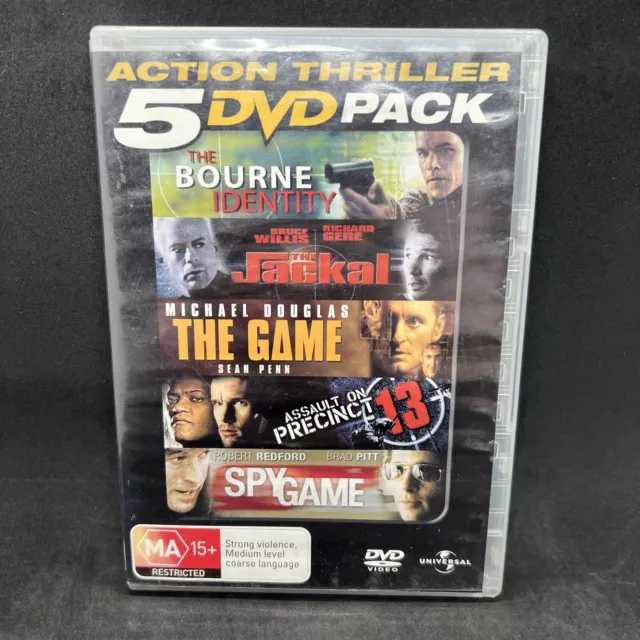 ACTION THRILLER
5 DVD PACK
THE
BOURNE
IDENTITY
BRUCE WILLIS RICHARD GERE
THE
Jackal
MICHAEL DOUGLAS
THE GAME
SEAN PENN
ASSAULT ON
PRECINCT 13
ROBERT REDFORD BRAD PITT
SPY GAME
MA 15+
RESTRICTED
Strong violence,
Medium level
coarse language
DVD
VIDEO
UNIVERSAL